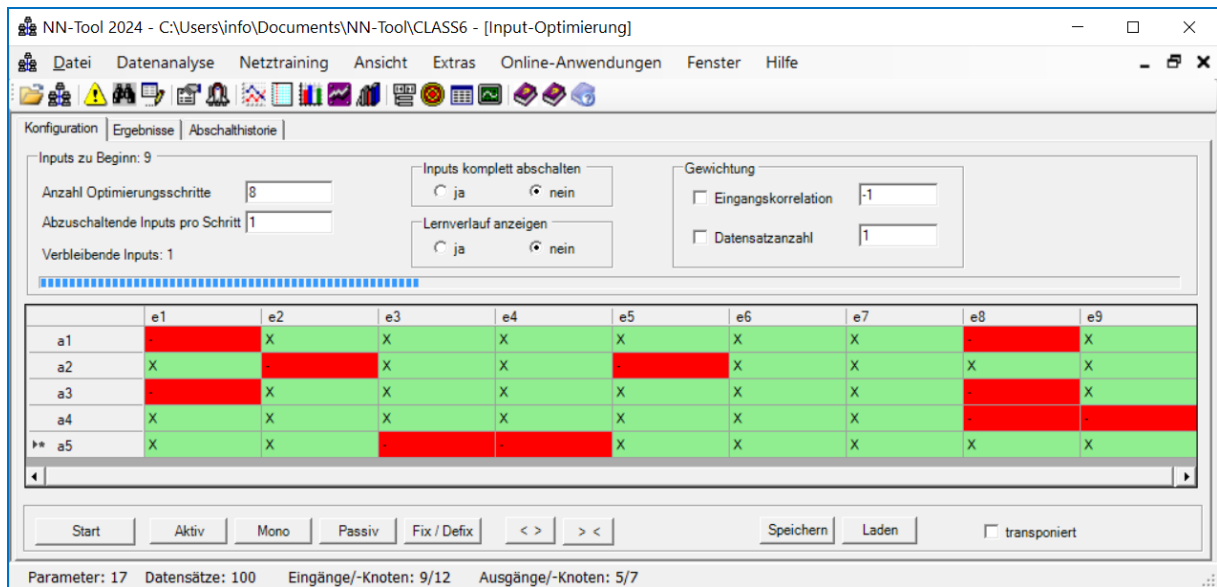 NN-Tool 2024 - C:\Users\info\Documents\NN-Tool\CLASS6 - [Input-Optimierung]
Datei Datenanalyse Netztraining Ansicht Extras Online-Anwendungen Fenster Hilfe
Konfiguration Ergebnisse Abschalthistorie
Inputs zu Beginn: 9
Anzahl Optimierungsschritte 8
Abzuschaltende Inputs pro Schritt 1
Verbleibende Inputs: 1
Inputs komplett abschalten
ja nein
Lernverlauf anzeigen
ja nein
Gewichtung
Eingangskorrelation -1
Datensatzanzahl 1
e1 e2 e3 e4 e5 e6 e7 e8 e9
a1 - X X X X X X - X
a2 X - X X - X X X X
a3 - X X X X X X - X
a4 X X X X X X X - -
a5 X X - - X X X X X
Start Aktiv Mono Passiv Fix / Defix < > > < Speichern Laden transponiert
Parameter: 17 Datensätze: 100 Eingänge/-Knoten: 9/12 Ausgänge/-Knoten: 5/7